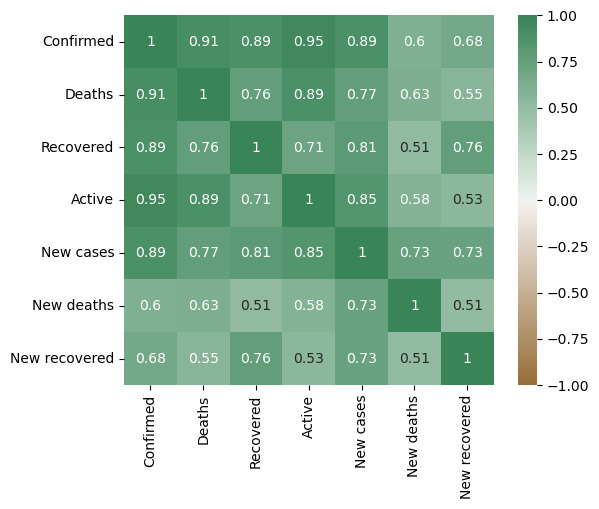 Confirmed 1 0.91 0.89 0.95 0.89 0.6 0.68
Deaths 0.91 1 0.76 0.89 0.77 0.63 0.55
Recovered 0.89 0.76 1 0.71 0.81 0.51 0.76
Active 0.95 0.89 0.71 1 0.85 0.58 0.53
New cases 0.89 0.77 0.81 0.85 1 0.73 0.73
New deaths 0.6 0.63 0.51 0.58 0.73 1 0.51
New recovered 0.68 0.55 0.76 0.53 0.73 0.51 1
Confirmed
Deaths
Recovered
Active
New cases
New deaths
New recovered
1.00
0.75
0.50
0.25
0.00
−0.25
−0.50
−0.75
−1.00